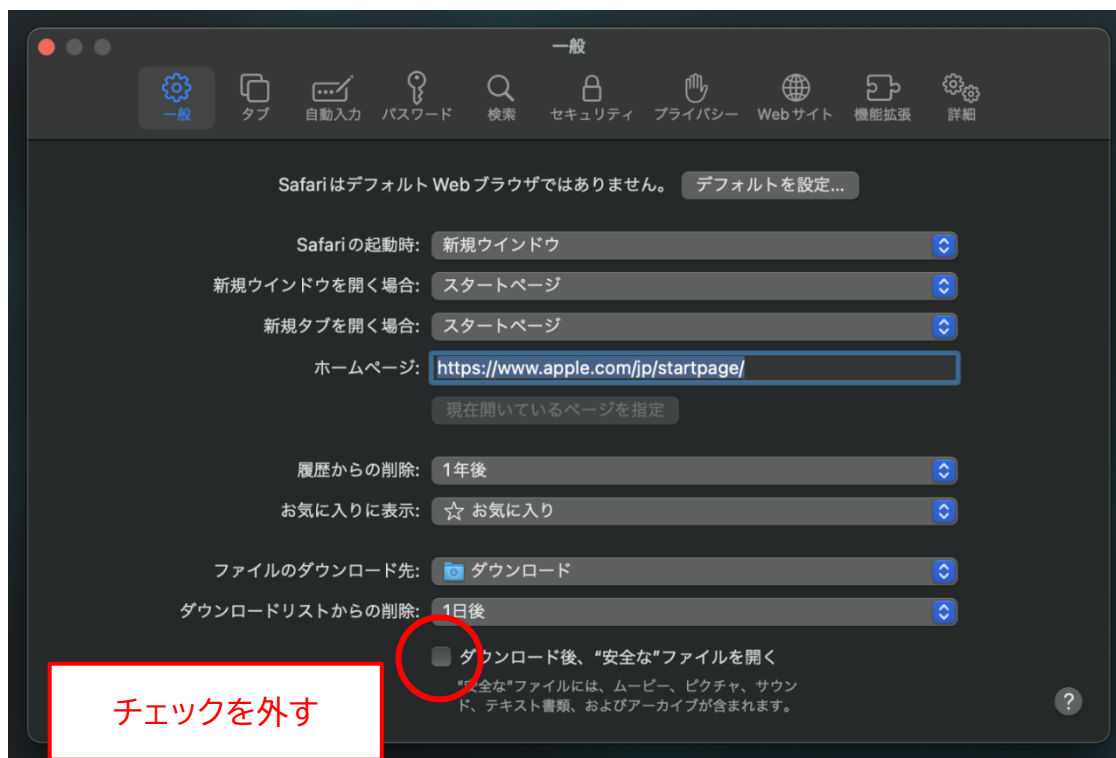 一般
一般 タブ 自動入力 パスワード 検索 セキュリティ プライバシー Webサイト 機能拡張 詳細
Safariはデフォルト Webブラウザではありません。 デフォルトを設定...
Safariの起動時: 新規ウインドウ
新規ウインドウを開く場合: スタートページ
新規タブを開く場合: スタートページ
ホームページ: https://www.apple.com/jp/startpage/
現在開いているページを指定
履歴からの削除: 1年後
お気に入りに表示: お気に入り
ファイルのダウンロード先: ダウンロード
ダウンロードリストからの削除: 1日後
ダウンロード後、“安全な”ファイルを開く
“安全な”ファイルには、ムービー、ピクチャ、サウン
ド、テキスト書類、およびアーカイブが含まれます。
?
チェックを外す